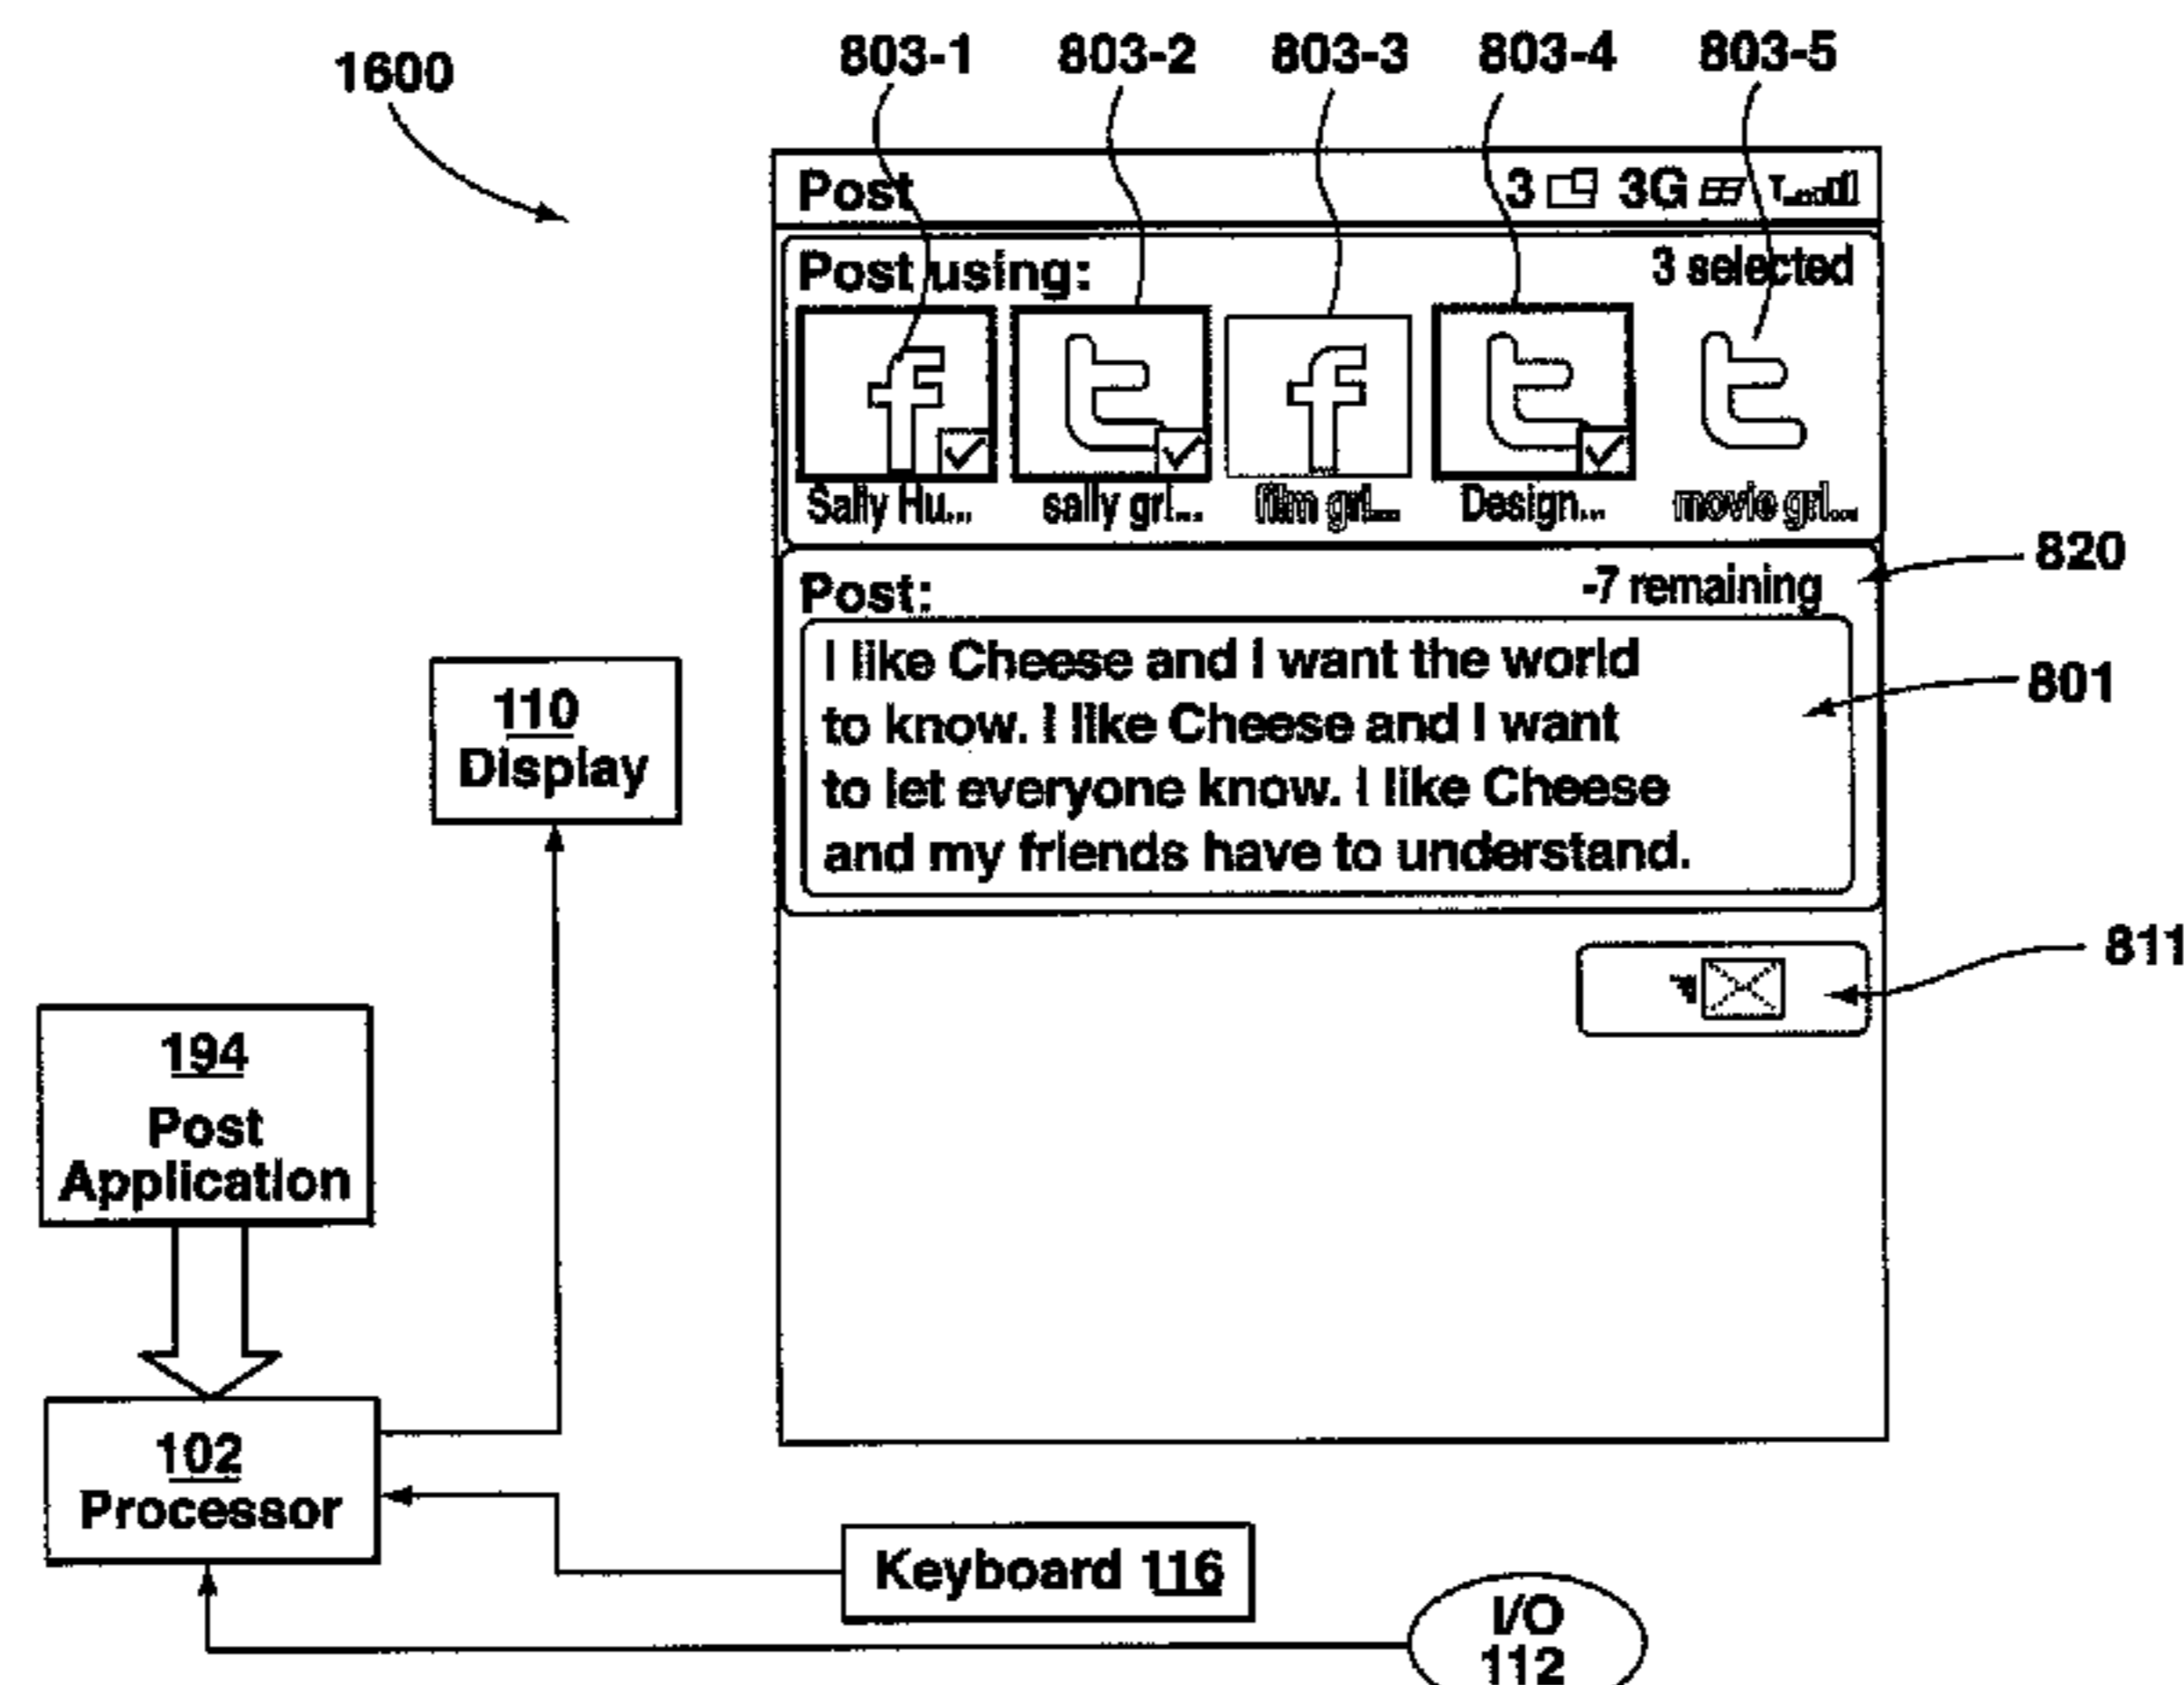 1600
803-1 803-2 803-3 803-4 803-5
Post 3 3G
Post using: 3 selected
Sally Hu... sally grl... film grl... Design... movie grl...
820
Post: -7 remaining
I like Cheese and I want the world
to know. I like Cheese and I want
to let everyone know. I like Cheese
and my friends have to understand.
801
811
110
Display
194
Post
Application
102
Processor
Keyboard 116
I/O
112